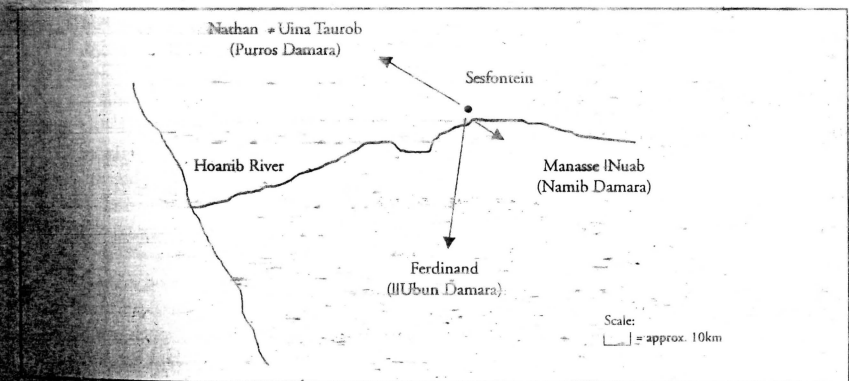 Nathan ≠ Uina Taurob
(Purros Damara)
Sesfontein
Hoanib River
Manasse |Nuab
(Namib Damara)
Ferdinand
(||Ubun Damara)
Scale:
= approx. 10km